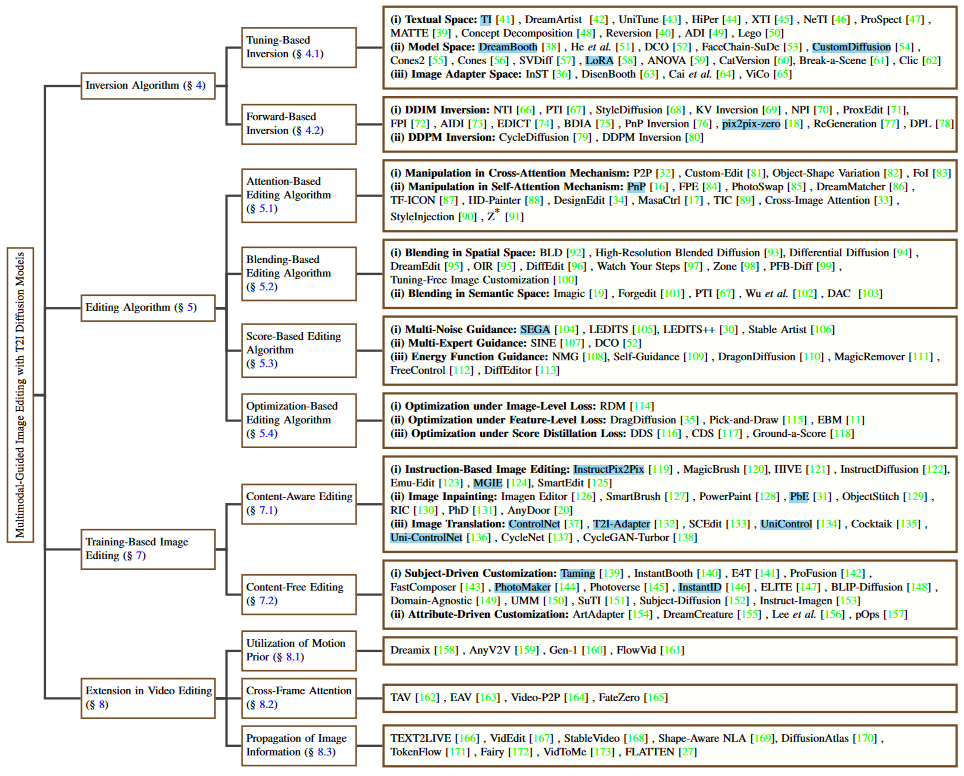 Multimodal-Guided Image Editing with T2I Diffusion Models
Inversion Algorithm (§ 4)
Tuning-Based
Inversion (§ 4.1)
(i) Textual Space: TI [41] , DreamArtist [42] , UniTune [43] , HiPer [44] , XTI [45] , NeTI [46] , ProSpect [47] ,
MATTE [39] , Concept Decomposition [48] , Reversion [40] , ADI [49] , Lego [50]
(ii) Model Space: DreamBooth [38] , He et al. [51] , DCO [52] , FaceChain-SuDe [53] , CustomDiffusion [54] ,
Cones2 [55] , Cones [56] , SVDiff [57] , LoRA [58] , ANOVA [59] , CatVersion [60] , Break-a-Scene [61] , Clic [62]
(iii) Image Adapter Space: InST [36] , DisenBooth [63] , Cai et al. [64] , ViCo [65]
Forward-Based
Inversion (§ 4.2)
(i) DDIM Inversion: NTI [66] , PTI [67] , StyleDiffusion [68] , KV Inversion [69] , NPI [70] , ProxEdit [71] ,
FPI [72] , AIDI [73] , EDICT [74] , BDIA [75] , PnP Inversion [76] , pix2pix-zero [18] , ReGeneration [77] , DPL [78]
(ii) DDPM Inversion: CycleDiffusion [79] , DDPM Inversion [80]
Editing Algorithm (§ 5)
Attention-Based
Editing Algorithm
(§ 5.1)
(i) Manipulation in Cross-Attention Mechanism: P2P [32] , Custom-Edit [81], Object-Shape Variation [82] , FoI [83]
(ii) Manipulation in Self-Attention Mechanism: PnP [16] , FPE [84] , PhotoSwap [85] , DreamMatcher [86] ,
TF-ICON [87] , HD-Painter [88] , DesignEdit [34] , MasaCtrl [17] , TIC [89] , Cross-Image Attention [33] ,
StyleInjection [90] , Z* [91]
Blending-Based
Editing Algorithm
(§ 5.2)
(i) Blending in Spatial Space: BLD [92] , High-Resolution Blended Diffusion [93], Differential Diffusion [94] ,
DreamEdit [95] , OIR [95] , DiffEdit [96] , Watch Your Steps [97] , Zone [98] , PFB-Diff [99] ,
Tuning-Free Image Customization [100]
(ii) Blending in Semantic Space: Imagic [19] , Forgedit [101] , PTI [67] , Wu et al. [102] , DAC [103]
Score-Based Editing
Algorithm
(§ 5.3)
(i) Multi-Noise Guidance: SEGA [104] , LEDITS [105], LEDITS++ [30] , Stable Artist [106]
(ii) Multi-Expert Guidance: SINE [107] , DCO [52]
(iii) Energy Function Guidance: NMG [108], Self-Guidance [109] , DragonDiffusion [110] , MagicRemover [111] ,
FreeControl [112] , DiffEditor [113]
Optimization-Based
Editing Algorithm
(§ 5.4)
(i) Optimization under Image-Level Loss: RDM [114]
(ii) Optimization under Feature-Level Loss: DragDiffusion [35] , Pick-and-Draw [115] , EBM [11]
(iii) Optimization under Score Distillation Loss: DDS [116] , CDS [117] , Ground-a-Score [118]
Training-Based Image
Editing (§ 7)
Content-Aware Editing
(§ 7.1)
(i) Instruction-Based Image Editing: InstructPix2Pix [119] , MagicBrush [120], HIVE [121] , InstructDiffusion [122],
Emu-Edit [123] , MGIE [124] , SmartEdit [125]
(ii) Image Inpainting: Imagen Editor [126] , SmartBrush [127] , PowerPaint [128] , PbE [31] , ObjectStitch [129] ,
RIC [130] , PhD [131] , AnyDoor [20]
(iii) Image Translation: ControlNet [37] , T2I-Adapter [132] , SCEdit [133] , UniControl [134] , Cocktaik [135] ,
Uni-ControlNet [136] , CycleNet [137] , CycleGAN-Turbor [138]
Content-Free Editing
(§ 7.2)
(i) Subject-Driven Customization: Taming [139] , InstantBooth [140] , E4T [141] , ProFusion [142] ,
FastComposer [143] , PhotoMaker [144] , Photoverse [145] , InstantID [146] , ELITE [147] , BLIP-Diffusion [148] ,
Domain-Agnostic [149] , UMM [150] , SuTI [151] , Subject-Diffusion [152] , Instruct-Imagen [153]
(ii) Attribute-Driven Customization: ArtAdapter [154] , DreamCreature [155] , Lee et al. [156] , pOps [157]
Extension in Video Editing
(§ 8)
Utilization of Motion
Prior (§ 8.1)
Dreamix [158] , AnyV2V [159] , Gen-1 [160] , FlowVid [161]
Cross-Frame Attention
(§ 8.2)
TAV [162] , EAV [163] , Video-P2P [164] , FateZero [165]
Propagation of Image
Information (§ 8.3)
TEXT2LIVE [166] , VidEdit [167] , StableVideo [168] , Shape-Aware NLA [169], DiffusionAtlas [170] ,
TokenFlow [171] , Fairy [172] , VidToMe [173] , FLATTEN [27]